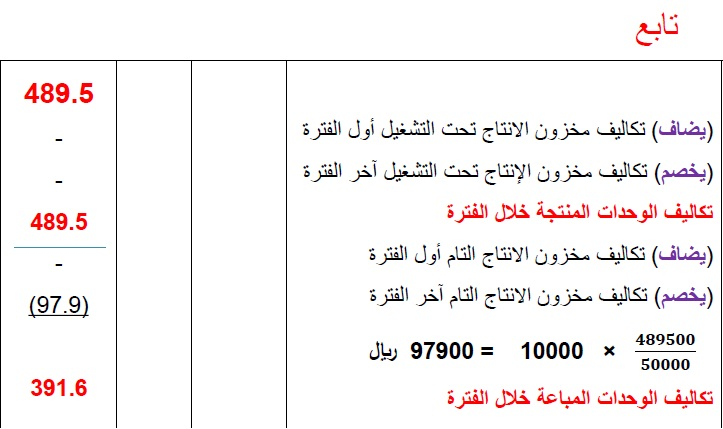 تابع
489.5
(يضاف) تكاليف مخزون الانتاج تحت التشغيل أول الفترة -
(يخصم) تكاليف مخزون الإنتاج تحت التشغيل آخر الفترة -
تكاليف الوحدات المنتجة خلال الفترة 489.5
(يضاف) تكاليف مخزون الانتاج التام أول الفترة -
(يخصم) تكاليف مخزون الانتاج التام آخر الفترة (97.9)
489500
50000 × 10000 = 97900 ريال
تكاليف الوحدات المباعة خلال الفترة 391.6